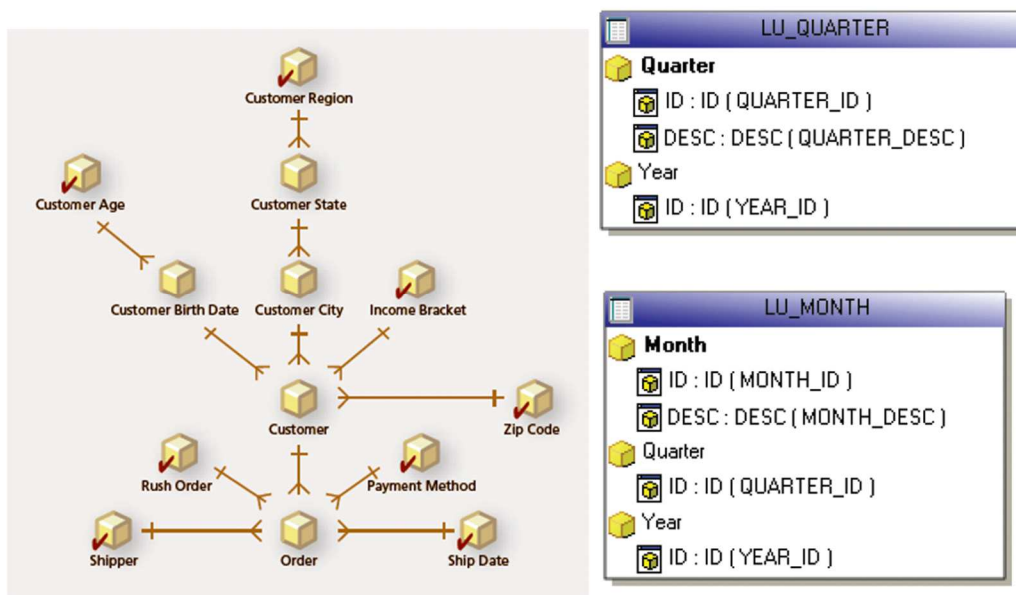 Customer Region
Customer Age
Customer State
Customer Birth Date
Customer City
Income Bracket
Customer
Zip Code
Rush Order
Payment Method
Shipper
Order
Ship Date
LU_QUARTER
Quarter
ID : ID ( QUARTER_ID )
DESC : DESC ( QUARTER_DESC )
Year
ID : ID ( YEAR_ID )
LU_MONTH
Month
ID : ID ( MONTH_ID )
DESC : DESC ( MONTH_DESC )
Quarter
ID : ID ( QUARTER_ID )
Year
ID : ID ( YEAR_ID )